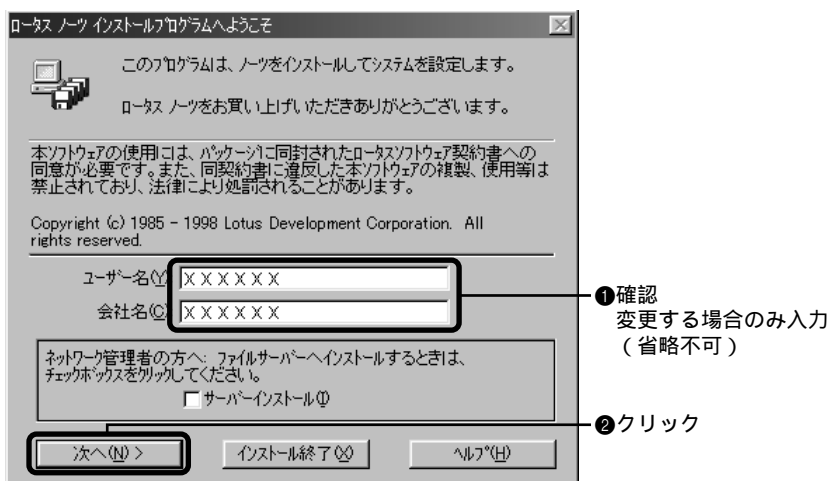 ロータス ノーツ インストールプログラムへようこそ
このプログラムは、ノーツをインストールしてシステムを設定します。
ロータス ノーツをお買い上げいただきありがとうございます。
本ソフトウェアの使用には、パッケージに同封されたロータスソフトウェア契約書への
同意が必要です。また、同契約書に違反した本ソフトウェアの複製、使用等は
禁止されており、法律により処罰されることがあります。
Copyright (c) 1985 - 1998 Lotus Development Corporation. All
rights reserved.
ユーザー名(Y) XXXXXX
会社名(C) XXXXXX
❶確認
変更する場合のみ入力
(省略不可)
ネットワーク管理者の方へ: ファイルサーバーへインストールするときは、
チェックボックスをクリックしてください。
サーバーインストール(I)
❷クリック
次へ(N) > インストール終了(X) ヘルプ(H)